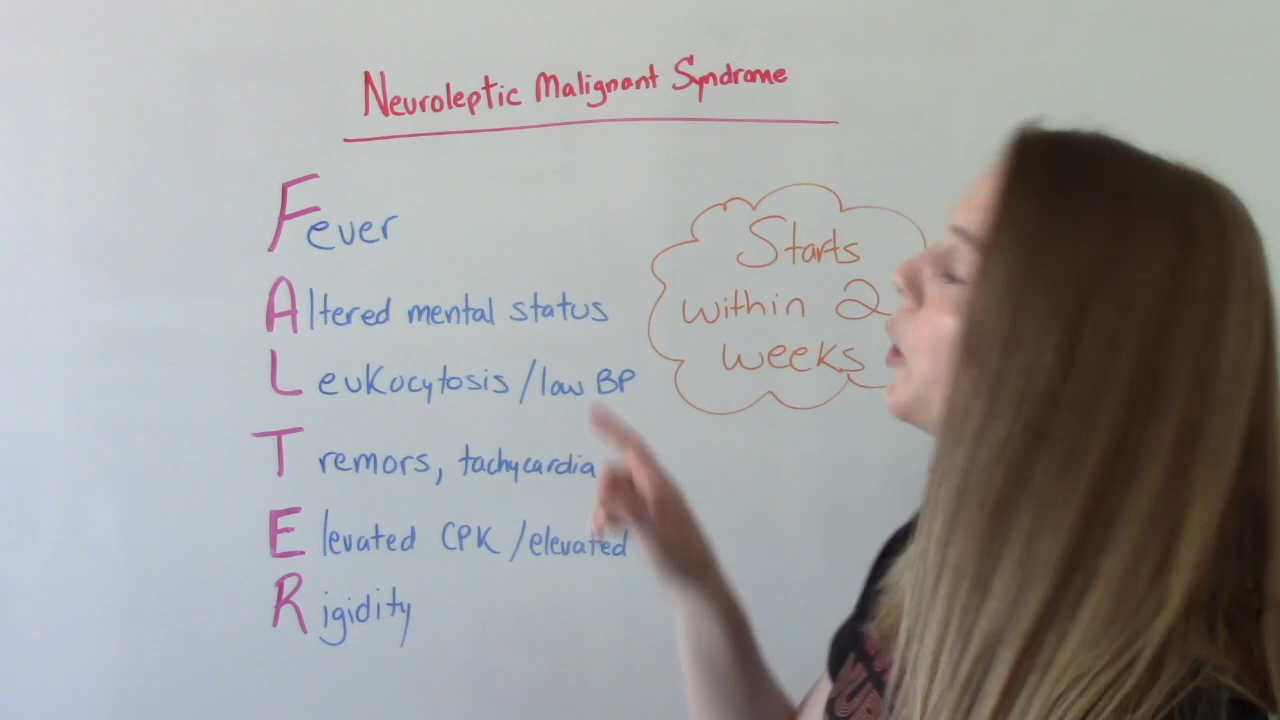 Neuroleptic Malignant Syndrome
Fever
Altered mental status
Leukocytosis/low BP
Tremors, tachycardia
Elevated CPK/elevated
Rigidity
Starts
within 2
weeks